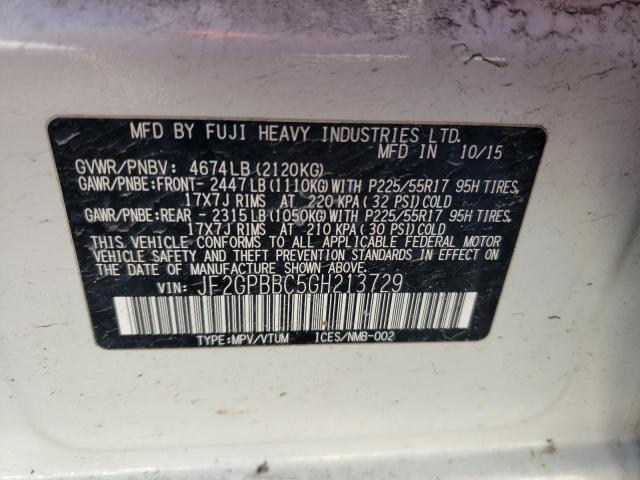 MFD BY FUJI HEAVY INDUSTRIES LTD.
MFD IN 10/15
GVWR/PNBV: 4674LB(2120KG)
GAWR/PNBE:FRONT- 2447LB(1110KG)WITH P225/55R17 95H TIRES,
17X7J RIMS AT 220 KPA(32 PSI)COLD
GAWR/PNBE:REAR - 2315LB(1050KG)WITH P225/55R17 95H TIRES,
17X7J RIMS AT 210 KPA(30 PSI)COLD
THIS VEHICLE CONFORMS TO ALL APPLICABLE FEDERAL MOTOR
VEHICLE SAFETY AND THEFT PREVENTION STANDARDS IN EFFECT
ON THE DATE OF MANUFACTURE SHOWN ABOVE.
VIN: JF2GPBBC5GH213729
TYPE:MPV/VTUM ICES/NMB-002